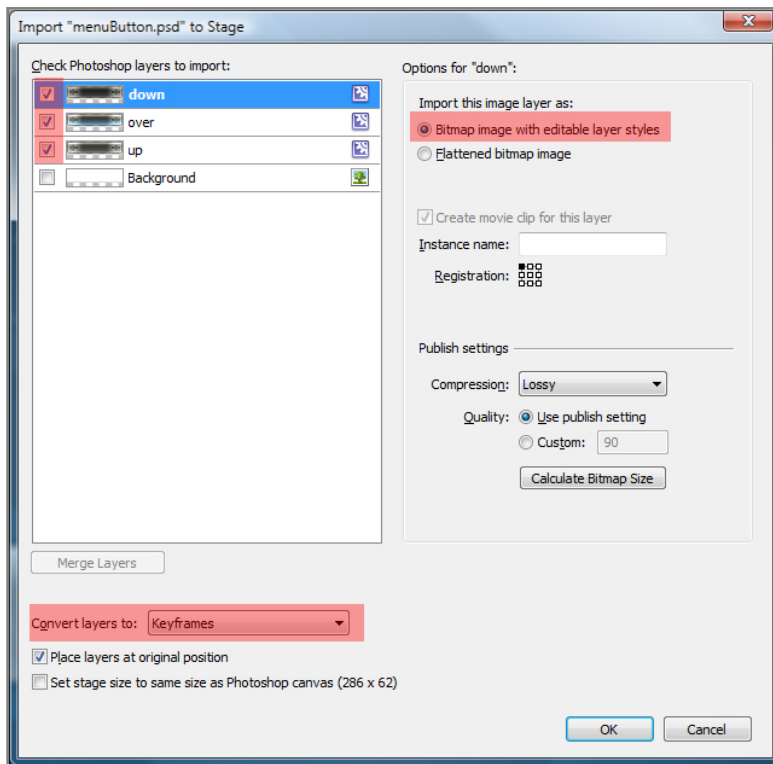 Import "menuButton.psd" to Stage
Check Photoshop layers to import:
down
over
up
Background
Merge Layers
Convert layers to: Keyframes
Place layers at original position
Set stage size to same size as Photoshop canvas (286 x 62)
Options for "down":
Import this image layer as:
Bitmap image with editable layer styles
Flattened bitmap image
Create movie clip for this layer
Instance name:
Registration:
Publish settings
Compression: Lossy
Quality: Use publish setting
Custom: 90
Calculate Bitmap Size
OK Cancel